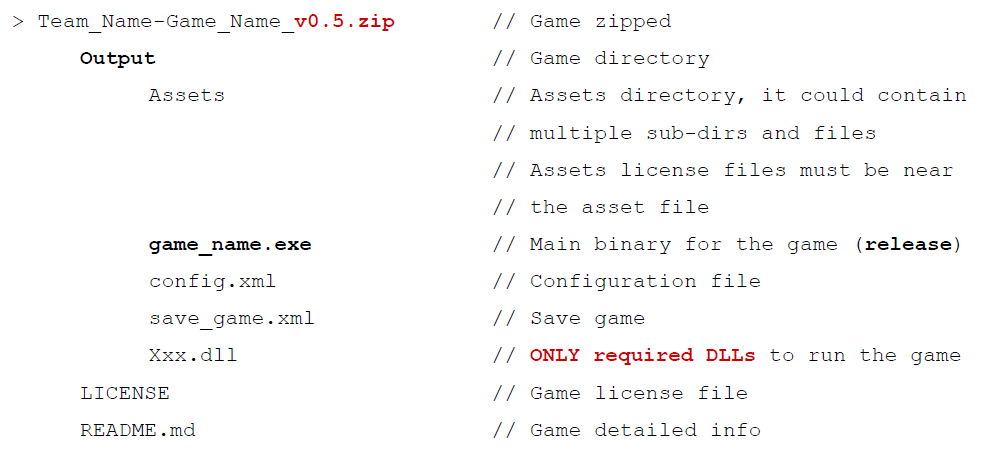 > Team_Name-Game_Name_v0.5.zip // Game zipped
Output // Game directory
Assets // Assets directory, it could contain
// multiple sub-dirs and files
// Assets license files must be near
// the asset file
game_name.exe // Main binary for the game (release)
config.xml // Configuration file
save_game.xml // Save game
Xxx.dll // ONLY required DLLs to run the game
LICENSE // Game license file
README.md // Game detailed info